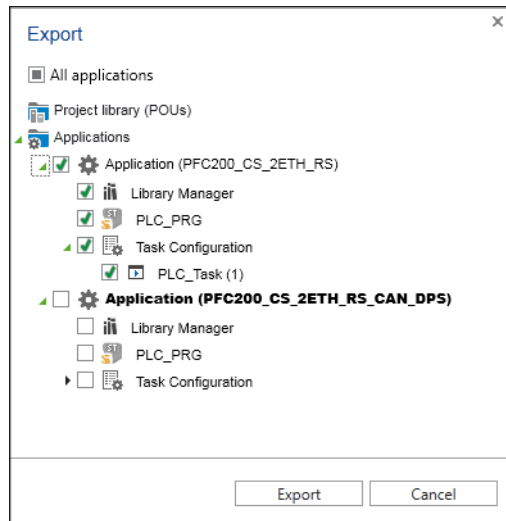 Export
All applications
Project library (POUs)
Applications
Application (PFC200_CS_2ETH_RS)
Library Manager
PLC_PRG
Task Configuration
PLC_Task (1)
Application (PFC200_CS_2ETH_RS_CAN_DPS)
Library Manager
PLC_PRG
Task Configuration
Export Cancel